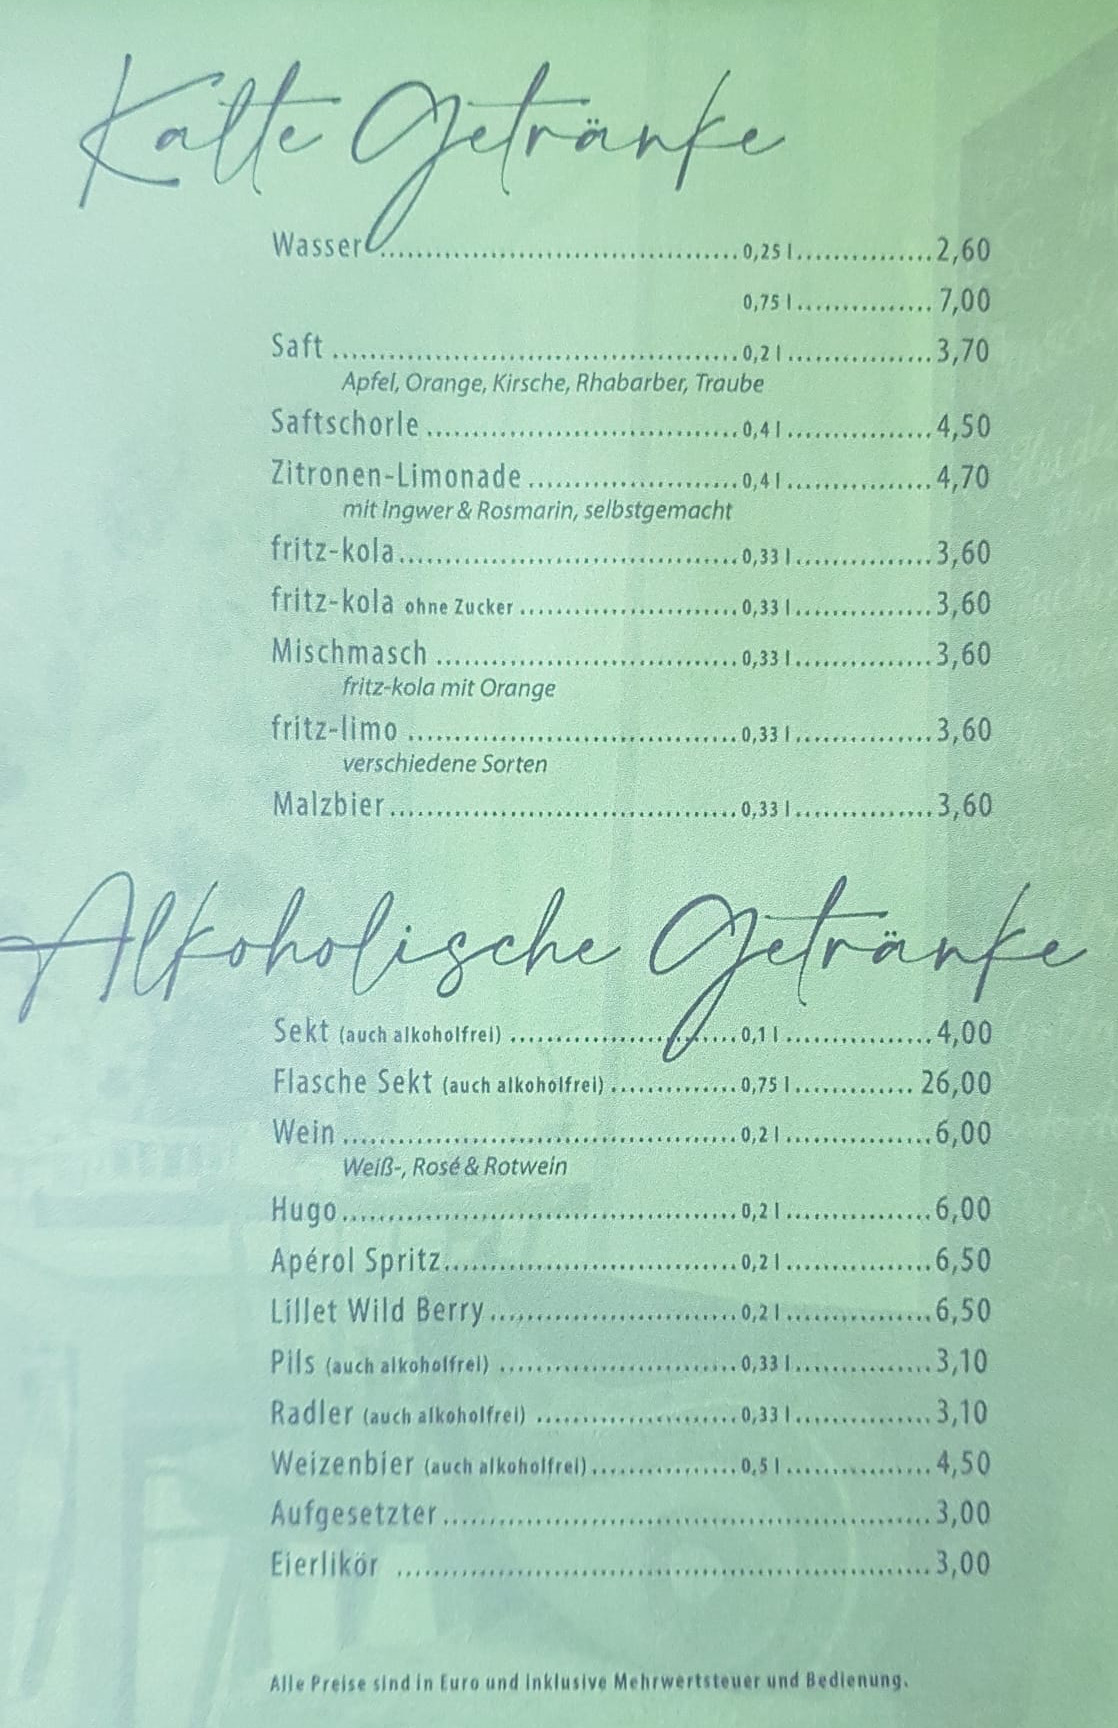 Kalte Getränke
Wasser ........ 0,25 l ........ 2,60
0,75 l ........ 7,00
Saft ........ 0,2 l ........ 3,70
Apfel, Orange, Kirsche, Rhabarber, Traube
Saftschorle ........ 0,4 l ........ 4,50
Zitronen-Limonade ........ 0,4 l ........ 4,70
mit Ingwer & Rosmarin, selbstgemacht
fritz-kola ........ 0,33 l ........ 3,60
fritz-kola ohne Zucker ........ 0,33 l ........ 3,60
Mischmasch ........ 0,33 l ........ 3,60
fritz-kola mit Orange
fritz-limo ........ 0,33 l ........ 3,60
verschiedene Sorten
Malzbier ........ 0,33 l ........ 3,60
Alkoholische Getränke
Sekt (auch alkoholfrei) ........ 0,1 l ........ 4,00
Flasche Sekt (auch alkoholfrei) ........ 0,75 l ........ 26,00
Wein ........ 0,2 l ........ 6,00
Weiß-, Rosé & Rotwein
Hugo ........ 0,2 l ........ 6,00
Apérol Spritz ........ 0,2 l ........ 6,50
Lillet Wild Berry ........ 0,2 l ........ 6,50
Pils (auch alkoholfrei) ........ 0,33 l ........ 3,10
Radler (auch alkoholfrei) ........ 0,33 l ........ 3,10
Weizenbier (auch alkoholfrei) ........ 0,5 l ........ 4,50
Aufgesetzter ........ 3,00
Eierlikör ........ 3,00
Alle Preise sind in Euro und inklusive Mehrwertsteuer und Bedienung.